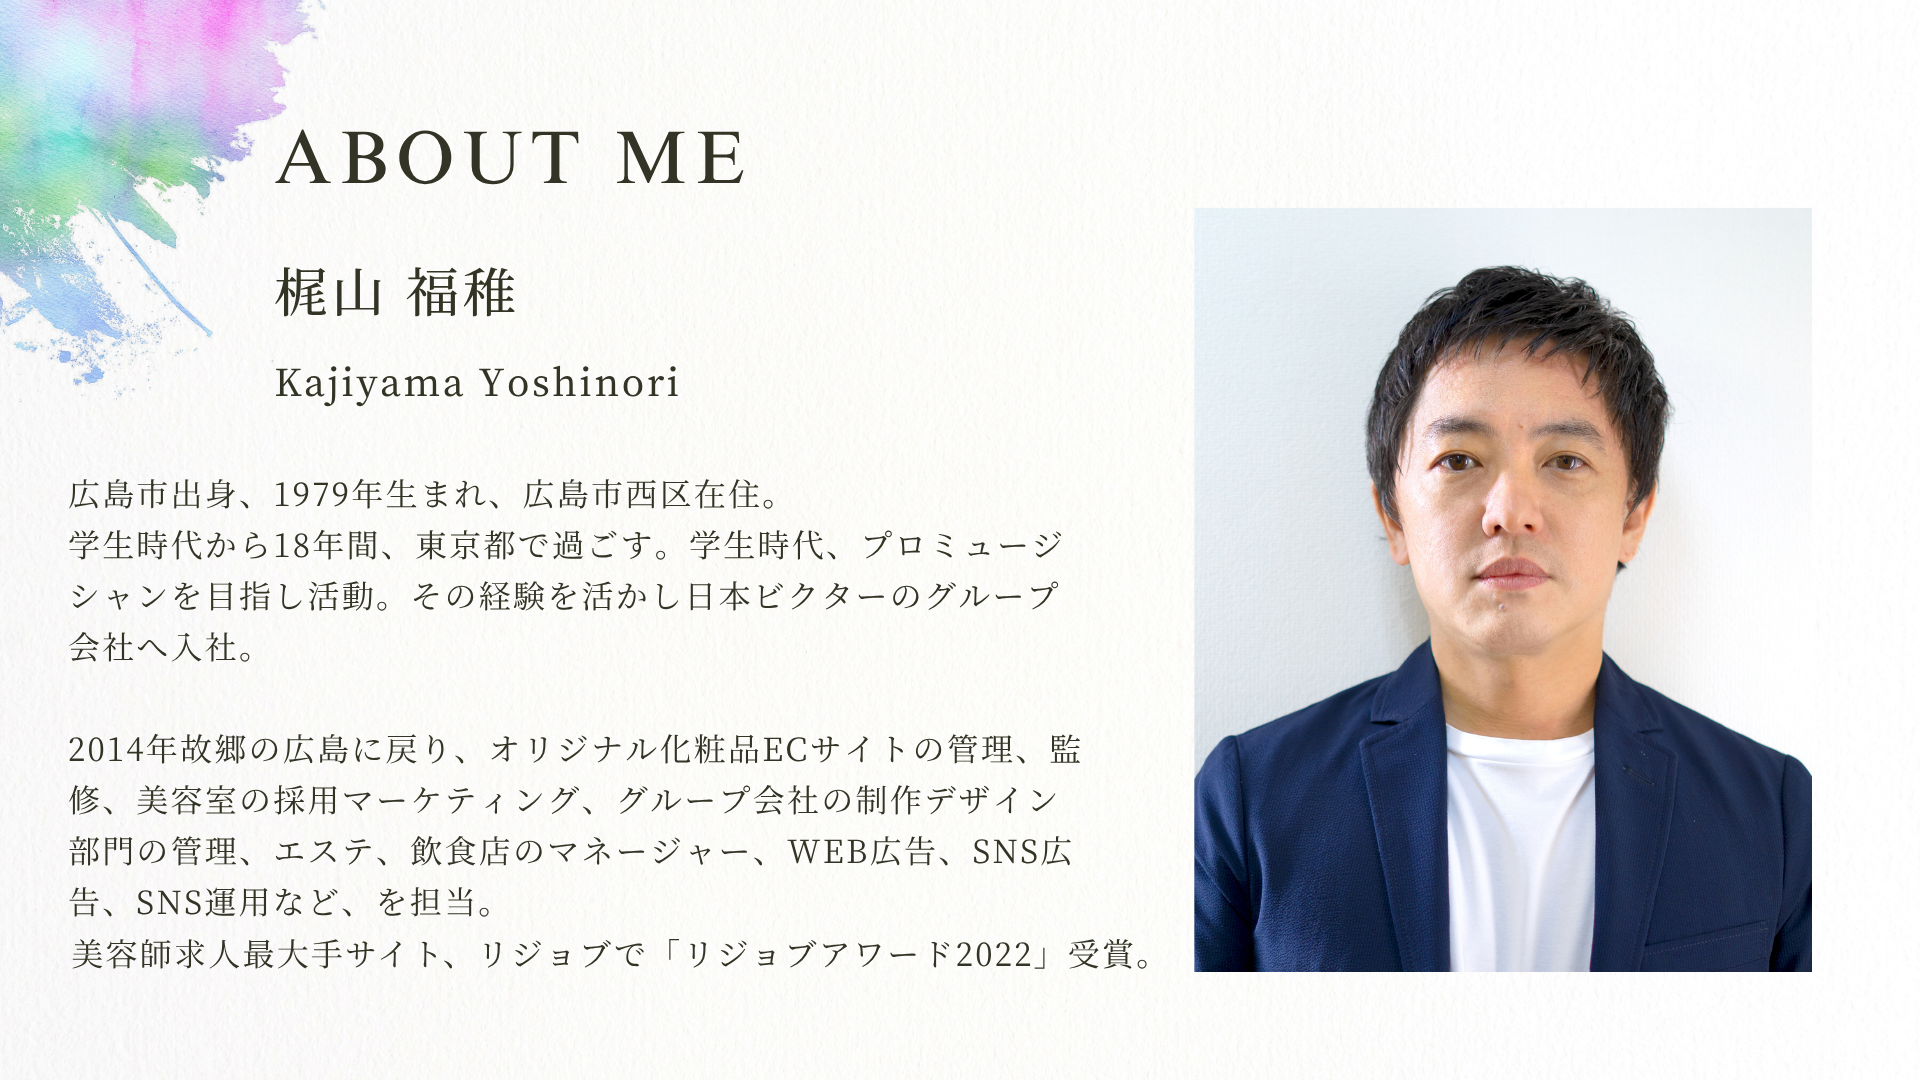 ABOUT ME
梶山 福稚
Kajiyama Yoshinori
広島市出身、1979年生まれ、広島市西区在住。
学生時代から18年間、東京都で過ごす。学生時代、プロミュージ
シャンを目指し活動。その経験を活かし日本ビクターのグループ
会社へ入社。
2014年故郷の広島に戻り、オリジナル化粧品ECサイトの管理、監
修、美容室の採用マーケティング、グループ会社の制作デザイン
部門の管理、エステ、飲食店のマネージャー、WEB広告、SNS広
告、SNS運用など、を担当。
美容師求人最大手サイト、リジョブで「リジョブアワード2022」受賞。